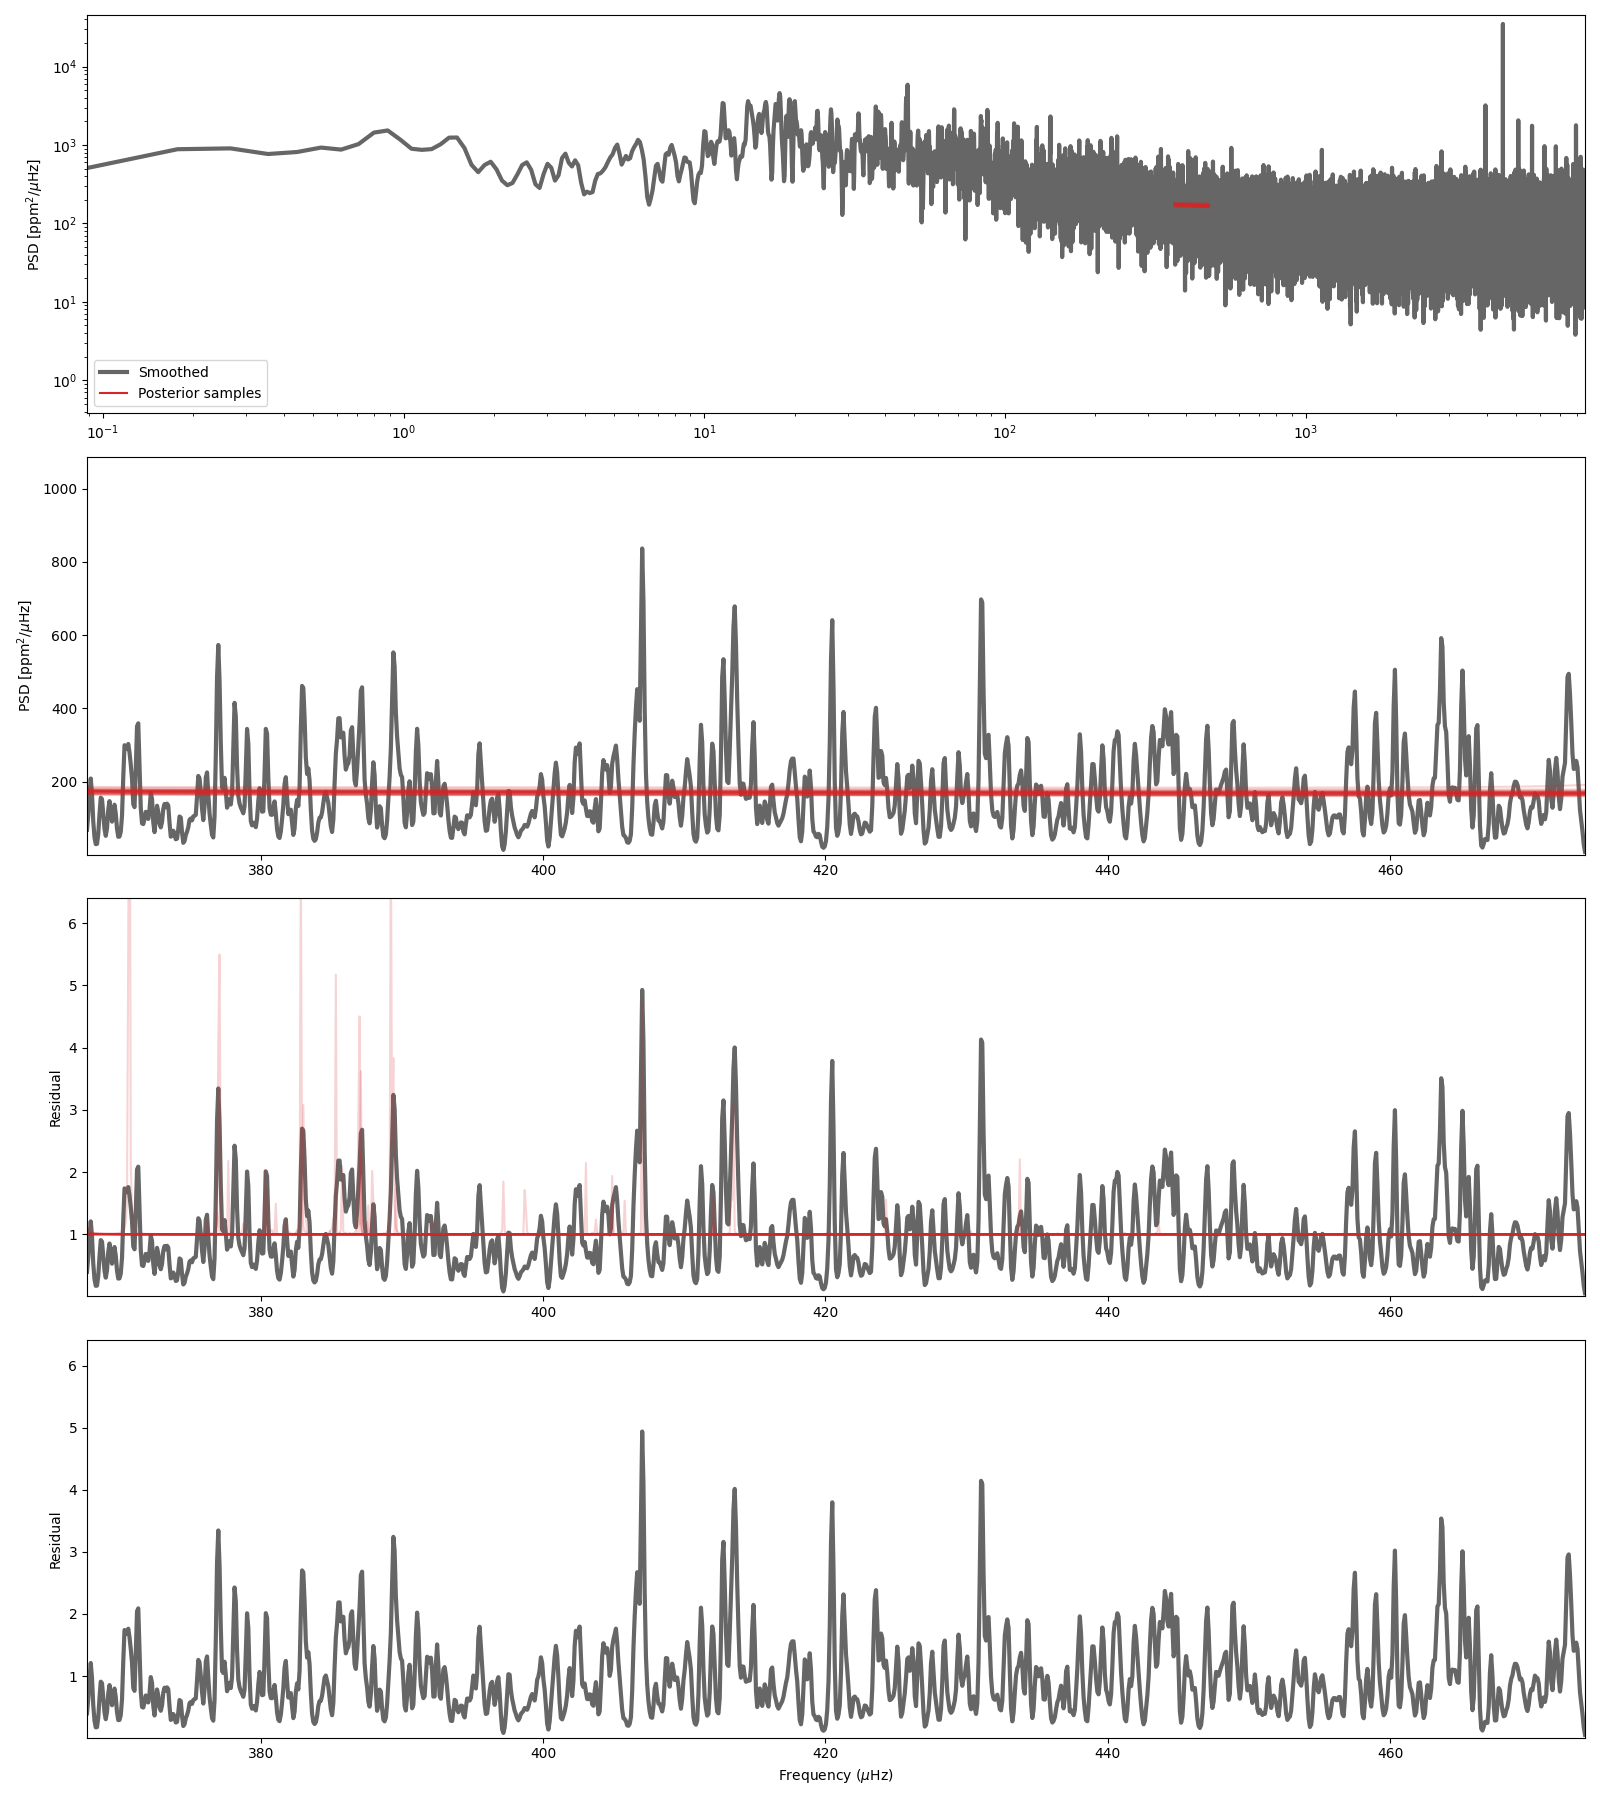 PSD [ppm²/μHz]
10⁴
10³
10²
10¹
10⁰
Smoothed
Posterior samples
10⁻¹ 10⁰ 10¹ 10² 10³
PSD [ppm²/μHz]
1000
800
600
400
200
380 400 420 440 460
Residual
6
5
4
3
2
1
380 400 420 440 460
Residual
6
5
4
3
2
1
380 400 420 440 460
Frequency (μHz)